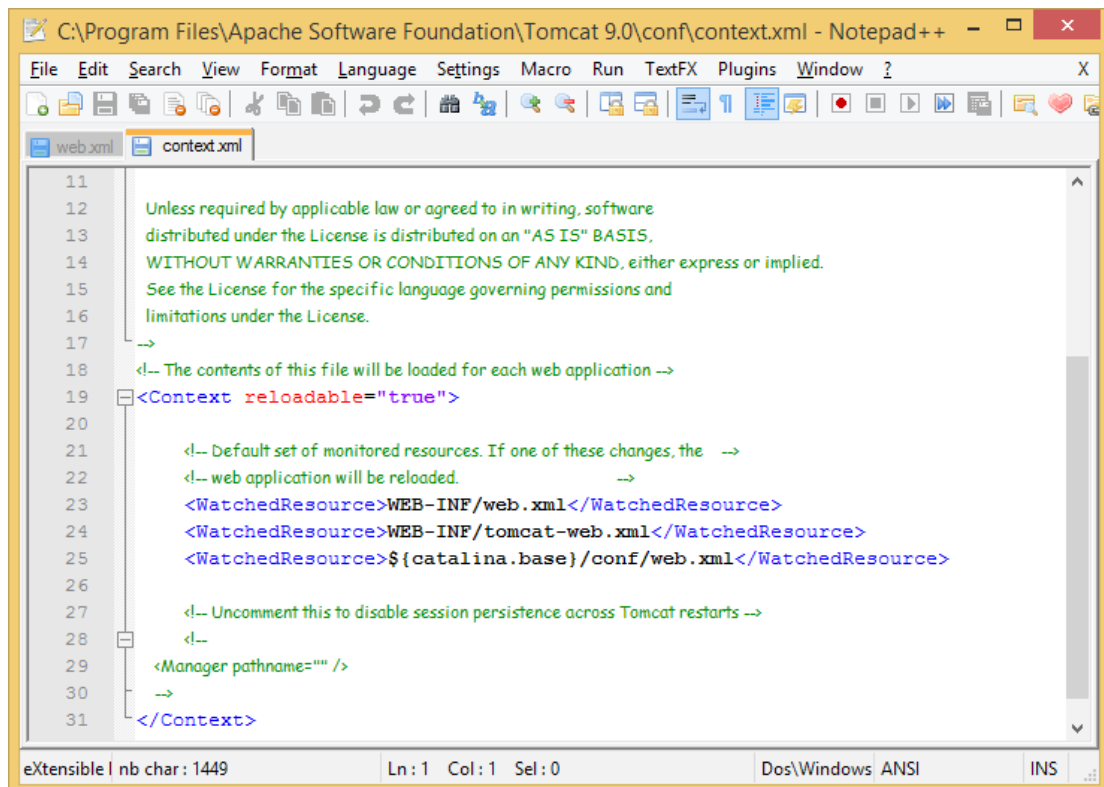 C:\Program Files\Apache Software Foundation\Tomcat 9.0\conf\context.xml - Notepad++
File Edit Search View Format Language Settings Macro Run TextFX Plugins Window ? X
web.xml context.xml
11
12 Unless required by applicable law or agreed to in writing, software
13 distributed under the License is distributed on an "AS IS" BASIS,
14 WITHOUT WARRANTIES OR CONDITIONS OF ANY KIND, either express or implied.
15 See the License for the specific language governing permissions and
16 limitations under the License.
17 -->
18 <!-- The contents of this file will be loaded for each web application -->
19 <Context reloadable="true">
20
21 <!-- Default set of monitored resources. If one of these changes, the -->
22 <!-- web application will be reloaded. -->
23 <WatchedResource>WEB-INF/web.xml</WatchedResource>
24 <WatchedResource>WEB-INF/tomcat-web.xml</WatchedResource>
25 <WatchedResource>${catalina.base}/conf/web.xml</WatchedResource>
26
27 <!-- Uncomment this to disable session persistence across Tomcat restarts -->
28 <!--
29 <Manager pathname="" />
30 -->
31 </Context>
eXtensible l nb char : 1449 Ln : 1 Col : 1 Sel : 0 Dos\Windows ANSI INS